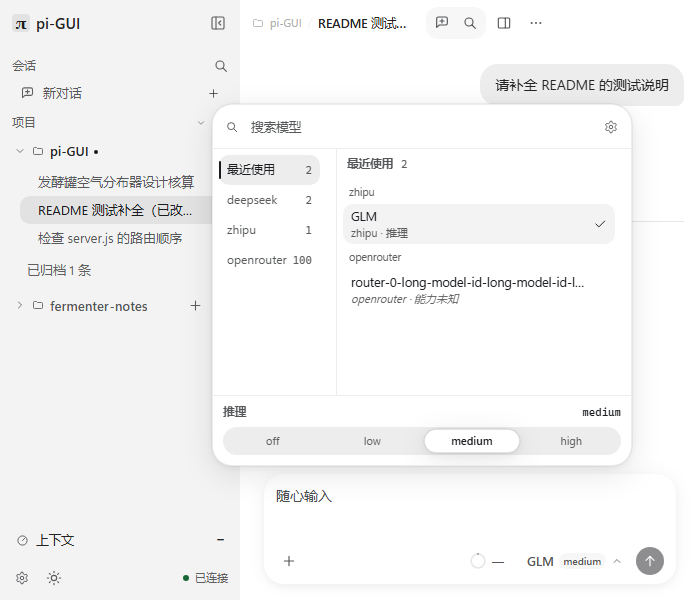 π pi-GUI
会话
新对话
项目
pi-GUI
发酵罐空气分布器设计核算
README 测试补全（已改...
检查 server.js 的路由顺序
已归档 1 条
fermenter-notes
上下文
已连接
pi-GUI / README 测试...
请补全 README 的测试说明
搜索模型
最近使用 2
deepseek 2
zhipu 1
openrouter 100
最近使用 2
zhipu
GLM
zhipu · 推理
openrouter
router-0-long-model-id-long-model-id-l...
openrouter · 能力未知
推理 medium
off low medium high
随心输入
— GLM medium